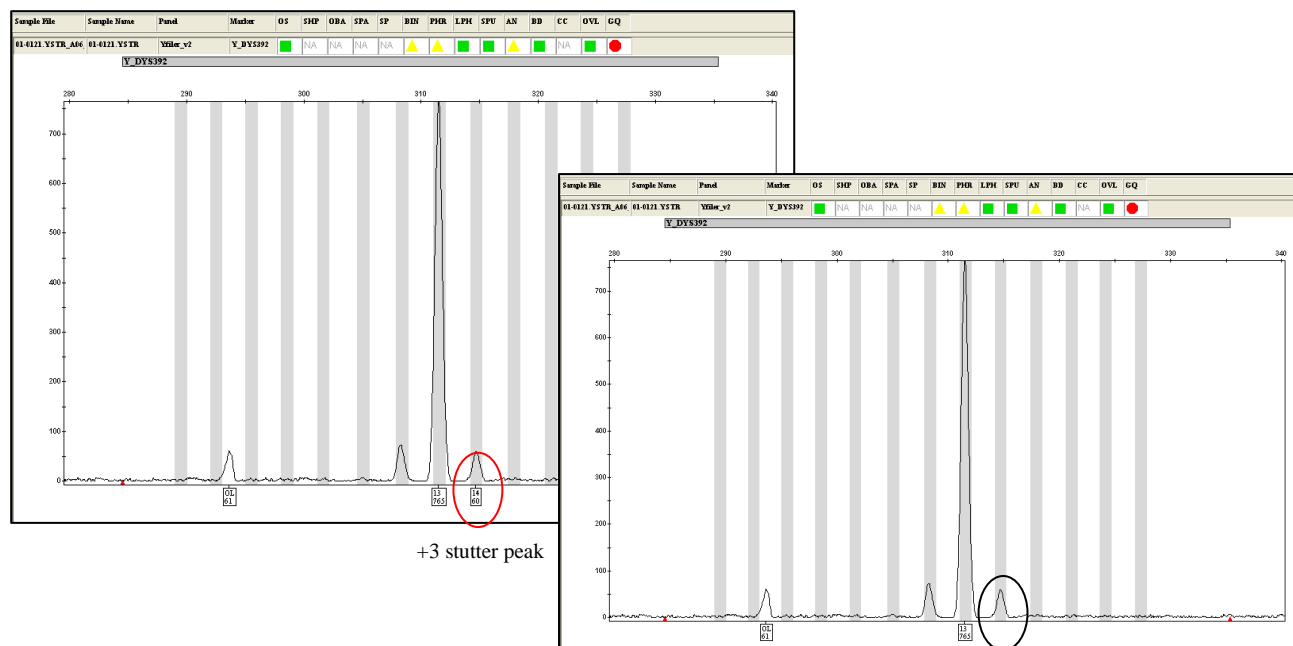 Sample File Sample Name Panel Marker OS SHP OBA SPA SP BIN PHR LPH SPU AN BD CC OVL GQ
01-0121.YSTR_A06_ 01-0121.YSTR Yfiler_v2 Y_DYS392 NA NA NA NA NA
Y_DYS392
280 290 300 310 320 330 340
700
600
500
400
300
200
100
0
OL 13 14
61 765 60
+3 stutter peak
Sample File Sample Name Panel Marker OS SHP OBA SPA SP BIN PHR LPH SPU AN BD CC OVL GQ
01-0121.YSTR_A06_ 01-0121.YSTR Yfiler_v2 Y_DYS392 NA NA NA NA NA
Y_DYS392
280 290 300 310 320 330 340
700
600
500
400
300
200
100
0
OL 13
61 765